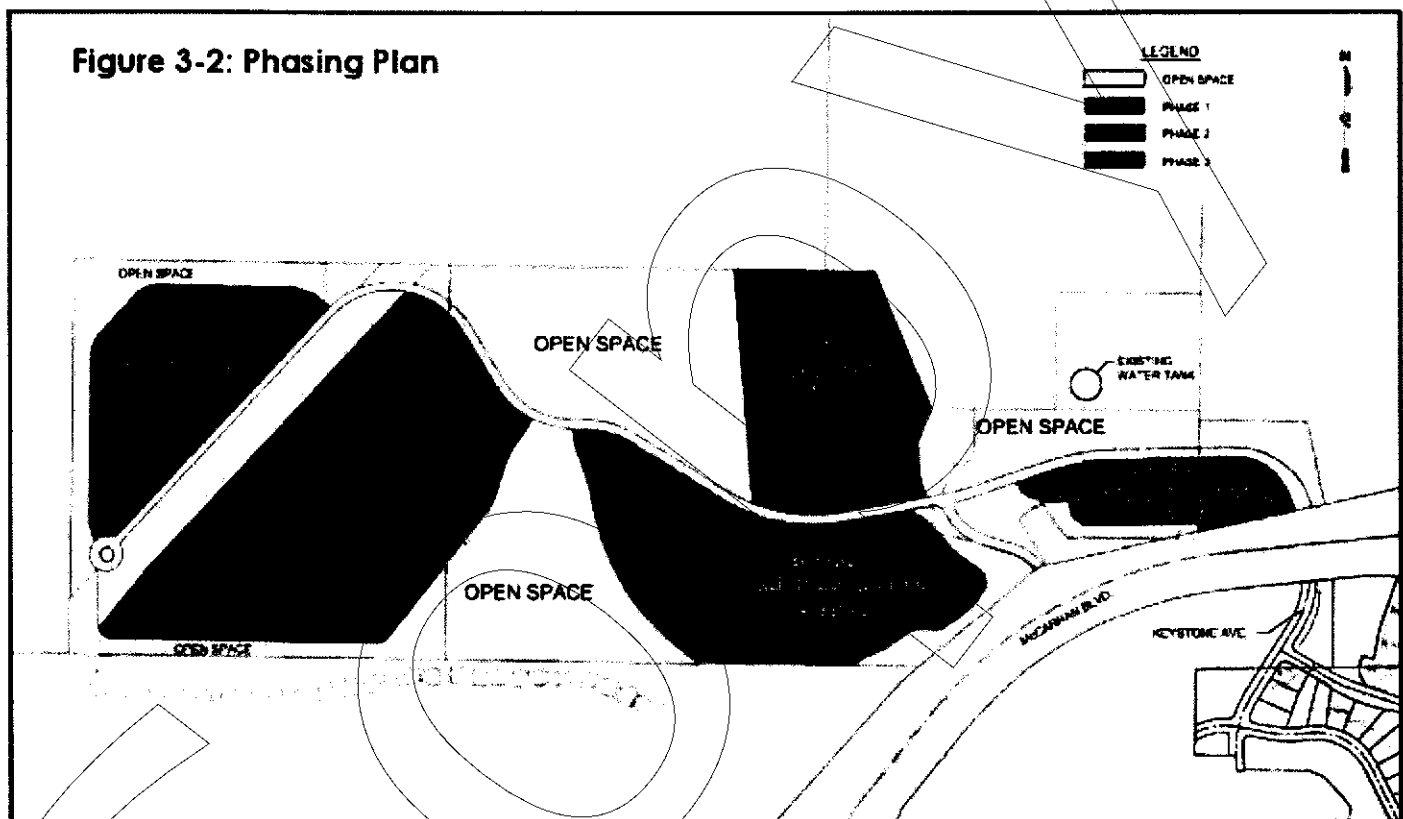 Figure 3-2: Phasing Plan
LEGEND
OPEN SPACE
PHASE 1
PHASE 2
PHASE 3
N
OPEN SPACE
OPEN SPACE
EXISTING
WATER TANK
OPEN SPACE
OPEN SPACE
McCARRAN BLVD.
KEYSTONE AVE
OPEN SPACE